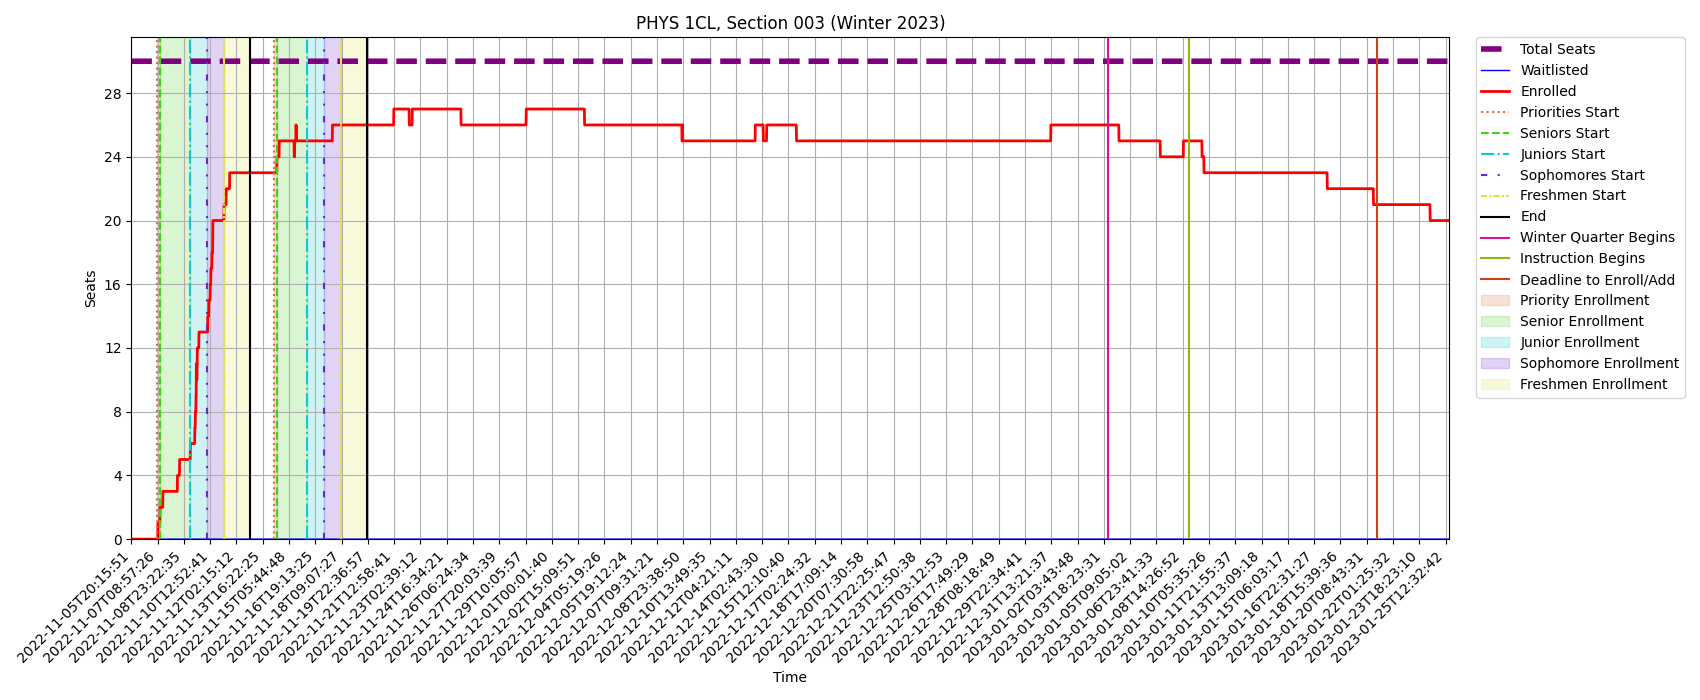 PHYS 1CL, Section 003 (Winter 2023)
Seats
28
24
20
16
12
8
4
0
2022-11-05T20:15:51
2022-11-07T08:57:26
2022-11-08T23:22:35
2022-11-10T12:52:41
2022-11-12T02:15:12
2022-11-13T16:22:25
2022-11-15T05:44:48
2022-11-16T19:13:25
2022-11-18T09:07:27
2022-11-19T22:36:57
2022-11-21T12:58:41
2022-11-23T02:39:12
2022-11-24T16:34:21
2022-11-26T06:24:34
2022-11-27T20:03:39
2022-11-29T10:05:57
2022-12-01T00:01:40
2022-12-02T15:09:51
2022-12-04T05:19:26
2022-12-05T19:12:24
2022-12-07T09:31:21
2022-12-08T23:38:50
2022-12-10T13:49:35
2022-12-12T04:21:11
2022-12-14T02:43:30
2022-12-15T12:10:40
2022-12-17T02:24:32
2022-12-18T17:09:14
2022-12-20T07:30:58
2022-12-21T22:25:47
2022-12-23T12:50:38
2022-12-25T03:12:53
2022-12-26T17:49:29
2022-12-28T08:18:49
2022-12-29T22:34:41
2022-12-31T13:21:37
2023-01-02T03:43:48
2023-01-03T18:23:31
2023-01-05T09:05:02
2023-01-06T23:41:33
2023-01-08T14:26:52
2023-01-10T05:35:26
2023-01-11T21:55:37
2023-01-13T13:09:18
2023-01-15T06:03:17
2023-01-16T22:31:27
2023-01-18T15:39:36
2023-01-20T08:43:31
2023-01-22T01:25:32
2023-01-23T18:23:10
2023-01-25T12:32:42
Time
Total Seats
Waitlisted
Enrolled
Priorities Start
Seniors Start
Juniors Start
Sophomores Start
Freshmen Start
End
Winter Quarter Begins
Instruction Begins
Deadline to Enroll/Add
Priority Enrollment
Senior Enrollment
Junior Enrollment
Sophomore Enrollment
Freshmen Enrollment